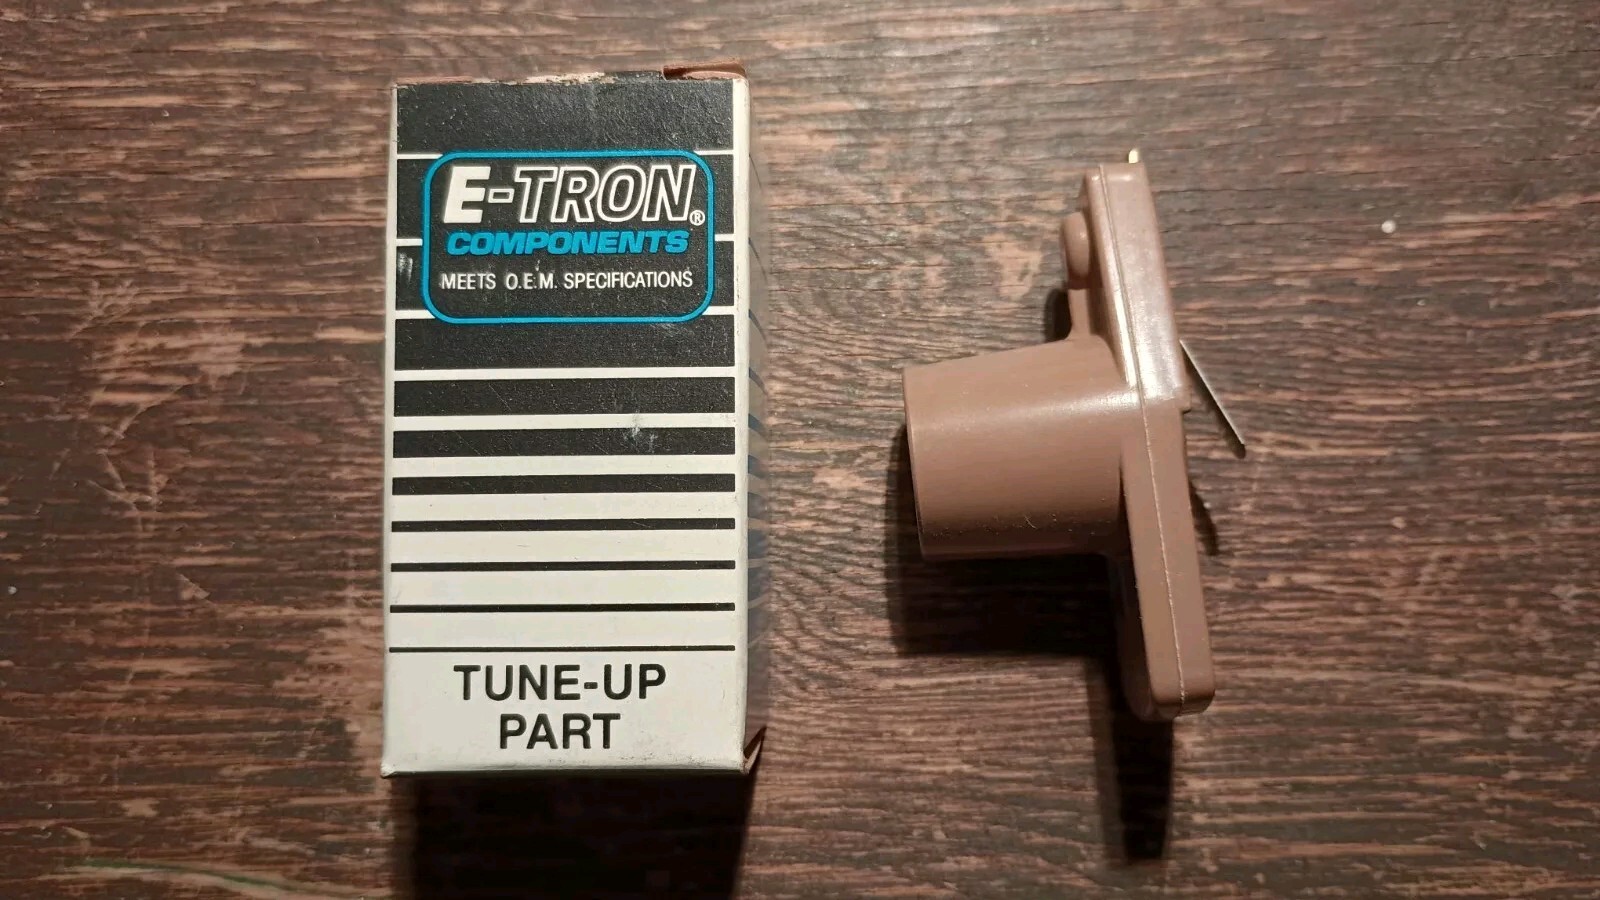 E-TRON®
COMPONENTS
MEETS O.E.M. SPECIFICATIONS
TUNE-UP
PART